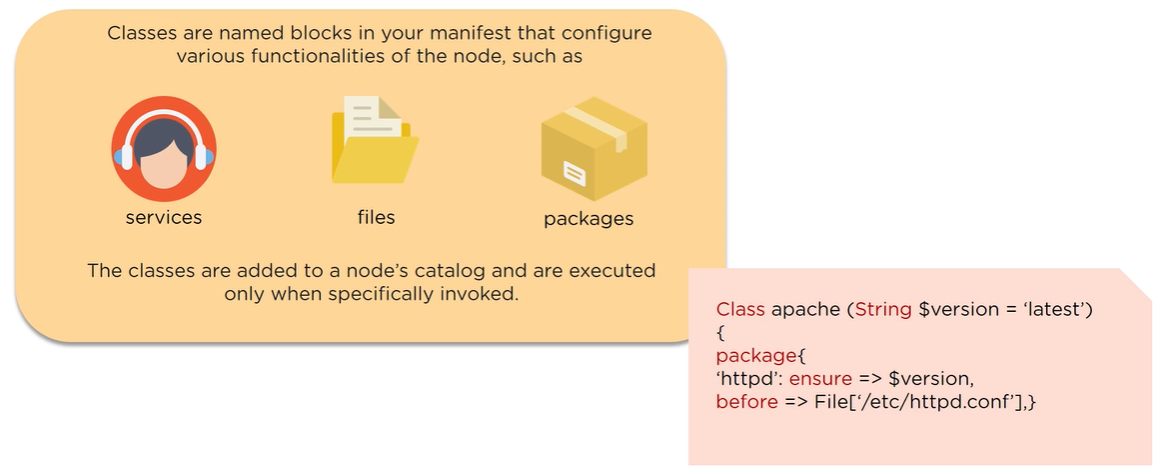 Classes are named blocks in your manifest that configure
various functionalities of the node, such as
services
files
packages
The classes are added to a node’s catalog and are executed
only when specifically invoked.
Class apache (String $version = ‘latest’)
{
package{
‘httpd’: ensure => $version,
before => File[‘/etc/httpd.conf’],}